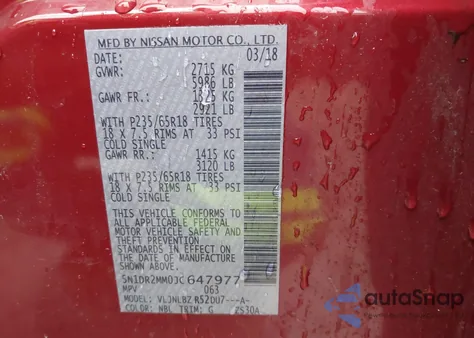 MFD BY NISSAN MOTOR CO., LTD.
03/18
GVWR: 2715 KG
5986 LB
GAWR FR.: 1325 KG
2921 LB
WITH P235/65R18 TIRES
18 X 7.5 RIMS AT 33 PSI
COLD SINGLE
GAWR RR.: 1415 KG
3120 LB
WITH P235/65R18 TIRES
18 X 7.5 RIMS AT 33 PSI
COLD SINGLE
THIS VEHICLE CONFORMS TO
ALL APPLICABLE FEDERAL
MOTOR VEHICLE SAFETY AND
THEFT PREVENTION
STANDARDS IN EFFECT ON
THE DATE OF MANUFACTURE
SHOWN ABOVE.
5N1DR2MM0JC647977
MPV 063
MODEL: VLJNLBZ R520U7---A-
COLOR: NBL TRIM: G ZS30A
autoSnap